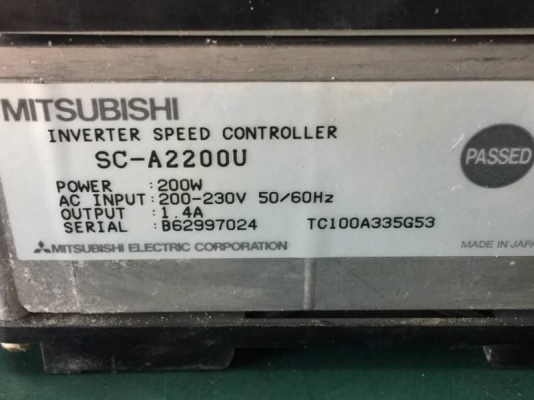 MITSUBISHI
INVERTER SPEED CONTROLLER
SC-A2200U
PASSED
POWER : 200W
AC INPUT: 200-230V 50/60Hz
OUTPUT : 1.4A
SERIAL : B62997024 TC100A335G53
MITSUBISHI ELECTRIC CORPORATION MADE IN JAPA